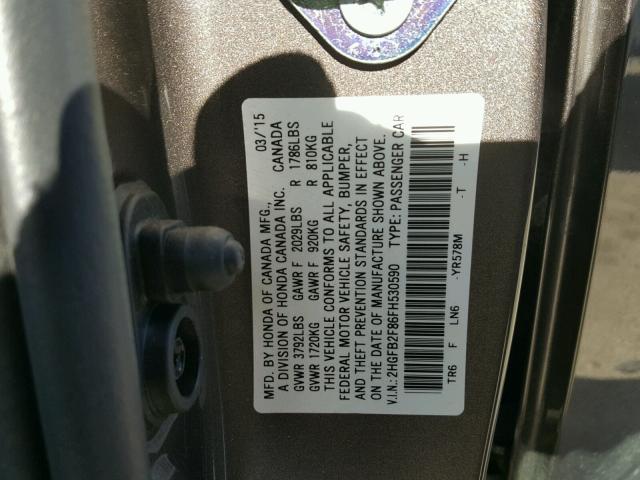 MFD. BY HONDA OF CANADA MFG., 03/'15
A DIVISION OF HONDA CANADA INC. CANADA
GVWR 3792LBS GAWR F 2029LBS R 1786LBS
GVWR 1720KG GAWR F 920KG R 810KG
THIS VEHICLE CONFORMS TO ALL APPLICABLE
FEDERAL MOTOR VEHICLE SAFETY, BUMPER,
AND THEFT PREVENTION STANDARDS IN EFFECT
ON THE DATE OF MANUFACTURE SHOWN ABOVE.
V.I.N.: 2HGFB2F86FH530590 TYPE: PASSENGER CAR
TR6 F LN6 -YR578M -T -H